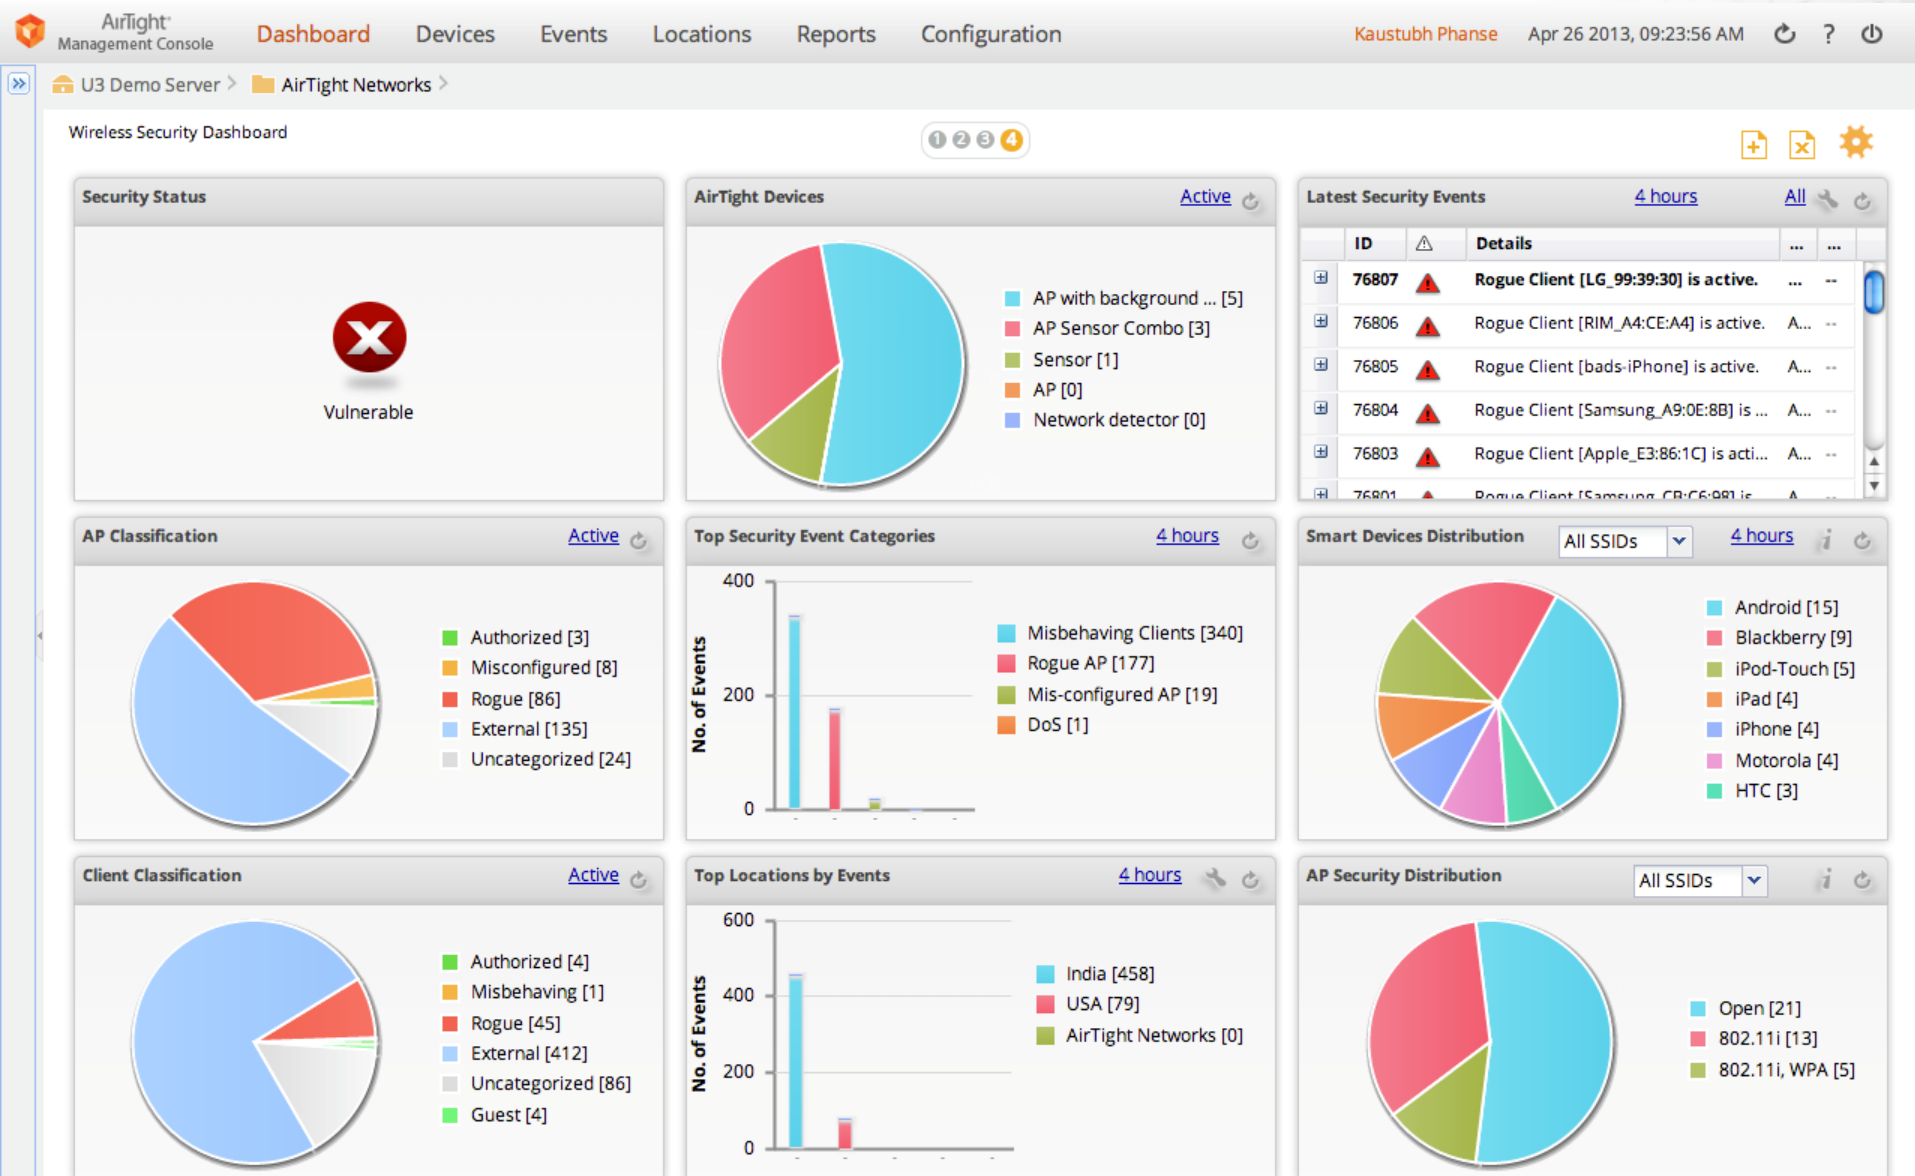 AirTight
Management Console
Dashboard
Devices
Events
Locations
Reports
Configuration
Kaustubh Phanse
Apr 26 2013, 09:23:56 AM
?
U3 Demo Server
AirTight Networks
Wireless Security Dashboard
1 2 3 4
Security Status
Vulnerable
AirTight Devices
Active
AP with background ... [5]
AP Sensor Combo [3]
Sensor [1]
AP [0]
Network detector [0]
Latest Security Events
4 hours
All
ID Details ... ...
76807 Rogue Client [LG_99:39:30] is active. ... --
76806 Rogue Client [RIM_A4:CE:A4] is active. A... --
76805 Rogue Client [bads-iPhone] is active. A... --
76804 Rogue Client [Samsung_A9:0E:8B] is ... A... --
76803 Rogue Client [Apple_E3:86:1C] is acti... A... --
76801 Rogue Client [Samsung_CB:C6:98] is
AP Classification
Active
Authorized [3]
Misconfigured [8]
Rogue [86]
External [135]
Uncategorized [24]
Top Security Event Categories
4 hours
400
200
0
No. of Events
Misbehaving Clients [340]
Rogue AP [177]
Mis-configured AP [19]
DoS [1]
Smart Devices Distribution
All SSIDs
4 hours
Android [15]
Blackberry [9]
iPod-Touch [5]
iPad [4]
iPhone [4]
Motorola [4]
HTC [3]
Client Classification
Active
Authorized [4]
Misbehaving [1]
Rogue [45]
External [412]
Uncategorized [86]
Guest [4]
Top Locations by Events
4 hours
600
400
200
0
No. of Events
India [458]
USA [79]
AirTight Networks [0]
AP Security Distribution
All SSIDs
Open [21]
802.11i [13]
802.11i, WPA [5]